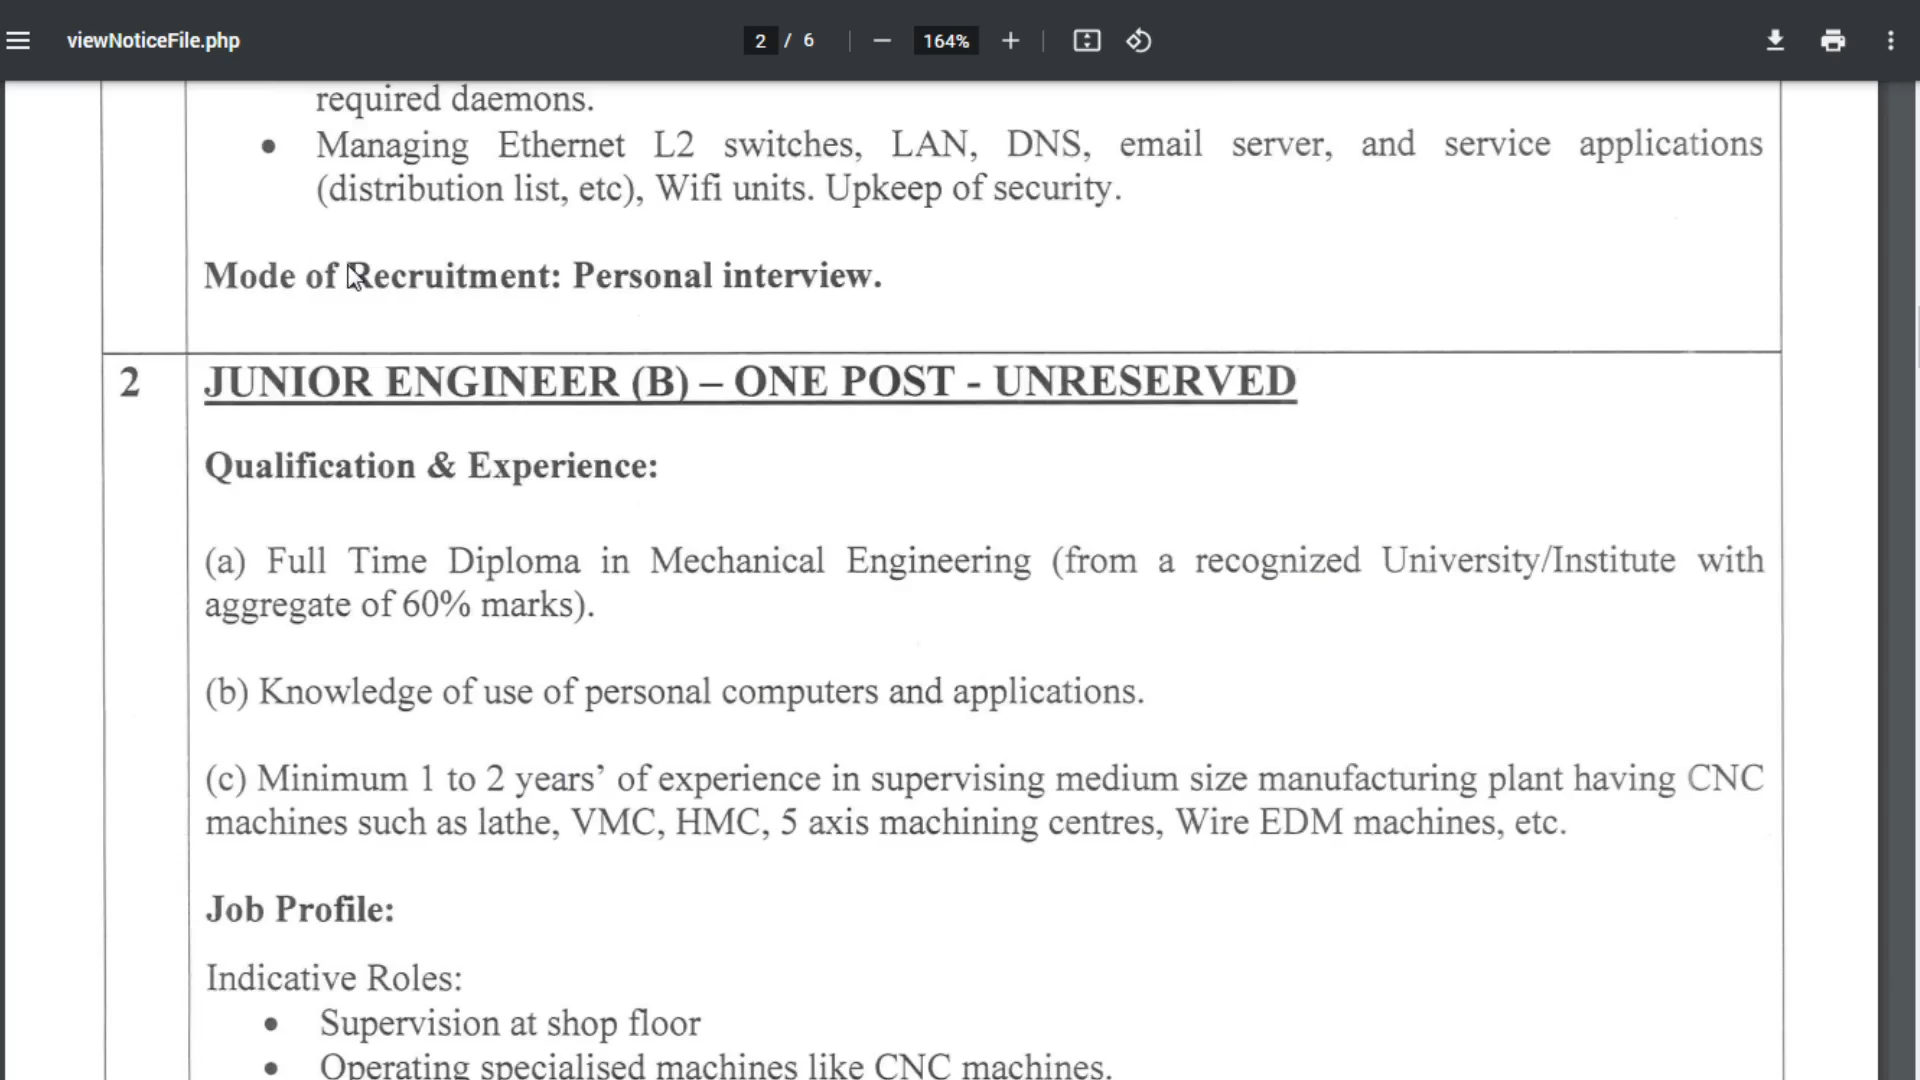 viewNoticeFile.php
2 / 6
164%
required daemons.
• Managing Ethernet L2 switches, LAN, DNS, email server, and service applications
(distribution list, etc), Wifi units. Upkeep of security.
Mode of Recruitment: Personal interview.
2 JUNIOR ENGINEER (B) – ONE POST - UNRESERVED
Qualification & Experience:
(a) Full Time Diploma in Mechanical Engineering (from a recognized University/Institute with
aggregate of 60% marks).
(b) Knowledge of use of personal computers and applications.
(c) Minimum 1 to 2 years’ of experience in supervising medium size manufacturing plant having CNC
machines such as lathe, VMC, HMC, 5 axis machining centres, Wire EDM machines, etc.
Job Profile:
Indicative Roles:
• Supervision at shop floor
• Operating specialised machines like CNC machines.